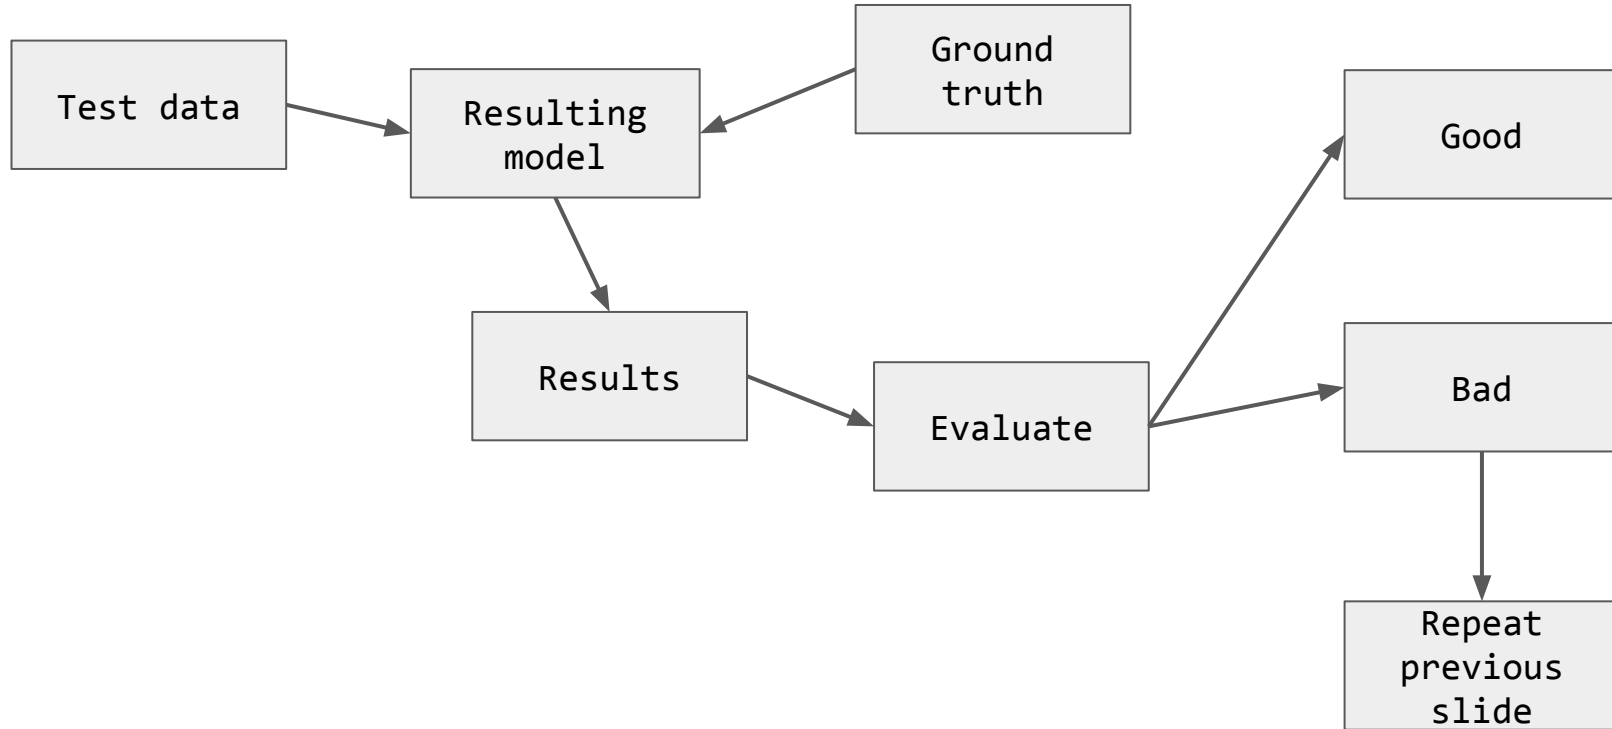 Test data
Resulting
model
Ground
truth
Good
Results
Evaluate
Bad
Repeat
previous
slide